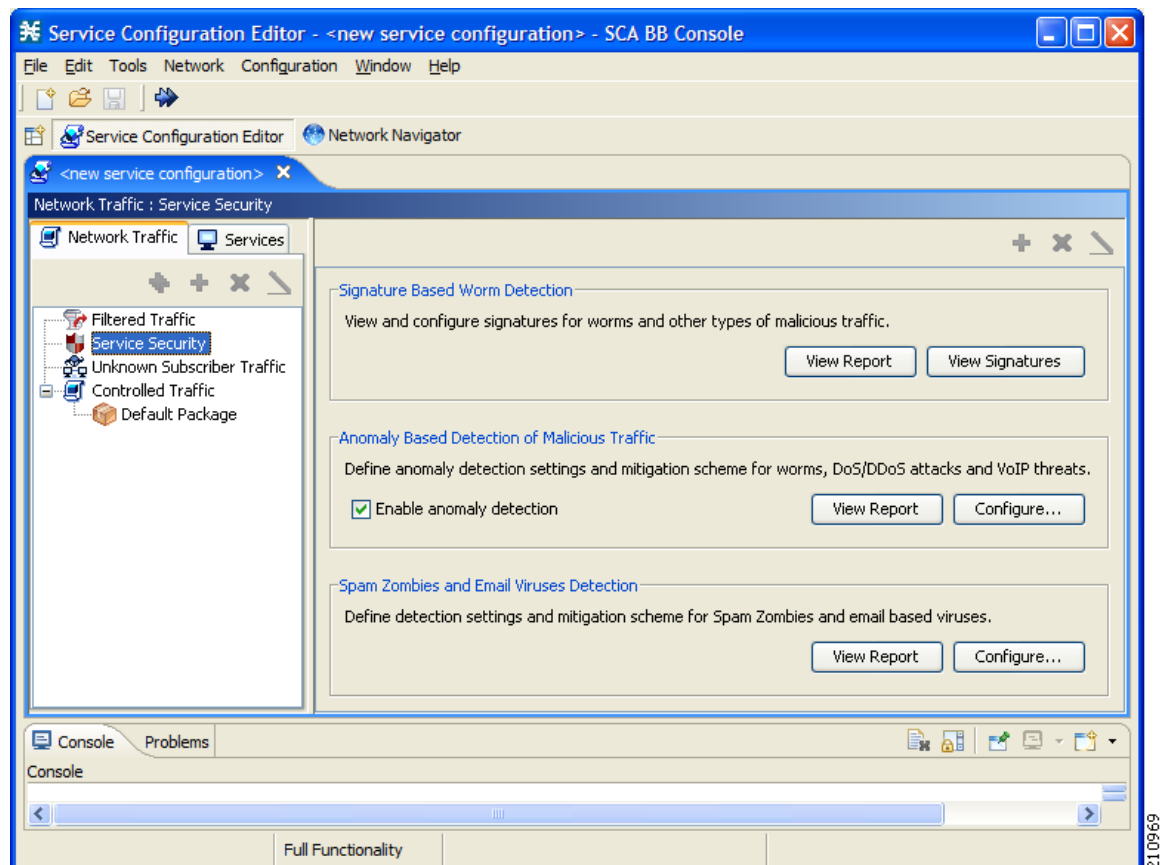 Service Configuration Editor - <new service configuration> - SCA BB Console
File Edit Tools Network Configuration Window Help
Service Configuration Editor Network Navigator
<new service configuration>
Network Traffic : Service Security
Network Traffic Services
Filtered Traffic
Service Security
Unknown Subscriber Traffic
Controlled Traffic
Default Package
Signature Based Worm Detection
View and configure signatures for worms and other types of malicious traffic.
View Report View Signatures
Anomaly Based Detection of Malicious Traffic
Define anomaly detection settings and mitigation scheme for worms, DoS/DDoS attacks and VoIP threats.
Enable anomaly detection View Report Configure...
Spam Zombies and Email Viruses Detection
Define detection settings and mitigation scheme for Spam Zombies and email based viruses.
View Report Configure...
Console Problems
Console
Full Functionality
210969